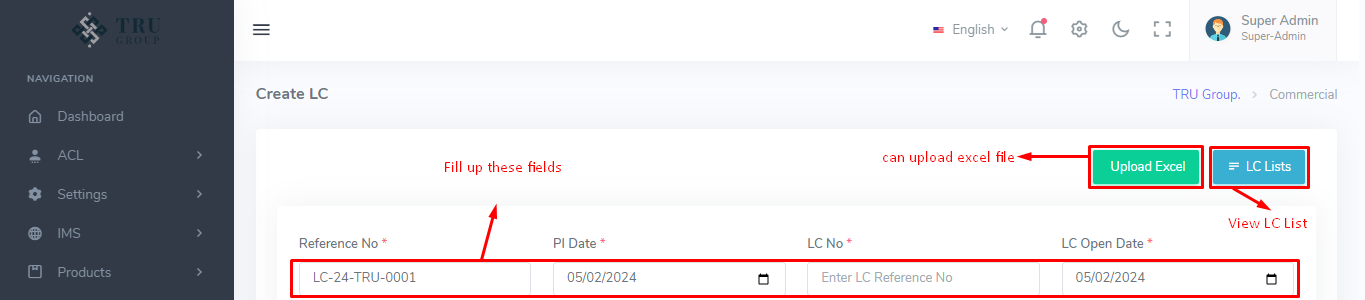 TRU
GROUP
English
Super Admin
Super-Admin
NAVIGATION
Dashboard
ACL
Settings
IMS
Products
Create LC
TRU Group. > Commercial
Fill up these fields
can upload excel file
Upload Excel
LC Lists
View LC List
Reference No * PI Date * LC No * LC Open Date *
LC-24-TRU-0001 05/02/2024 Enter LC Reference No 05/02/2024